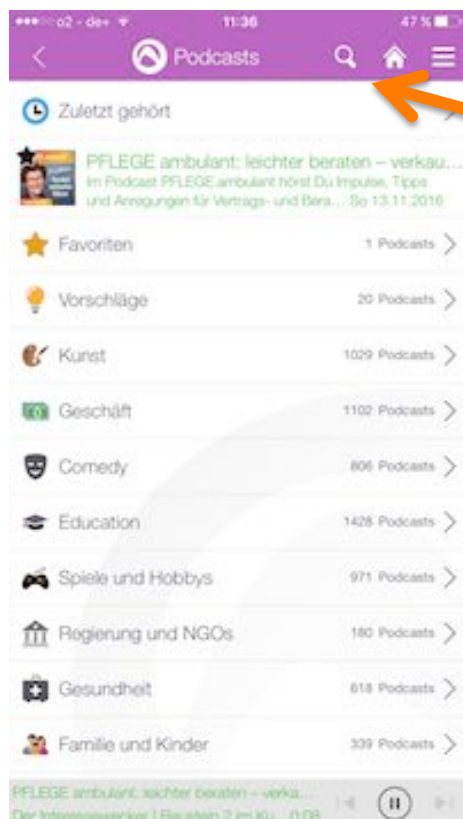 o2 - de+ 11:36 47 %
Podcasts
Zuletzt gehört
PFLEGE ambulant: leichter beraten – verkau...
Im Podcast PFLEGE ambulant hörst Du Impulse, Tipps
und Anregungen für Vertrags- und Bera... So 13.11.2016
Favoriten 1 Podcasts
Vorschläge 20 Podcasts
Kunst 1029 Podcasts
Geschäft 1102 Podcasts
Comedy 806 Podcasts
Education 1428 Podcasts
Spiele und Hobbys 971 Podcasts
Regierung und NGOs 180 Podcasts
Gesundheit 618 Podcasts
Familie und Kinder 339 Podcasts
PFLEGE ambulant: leichter beraten – verka...
Der Interessewecker | Baustein 2 im Ku... 0:08